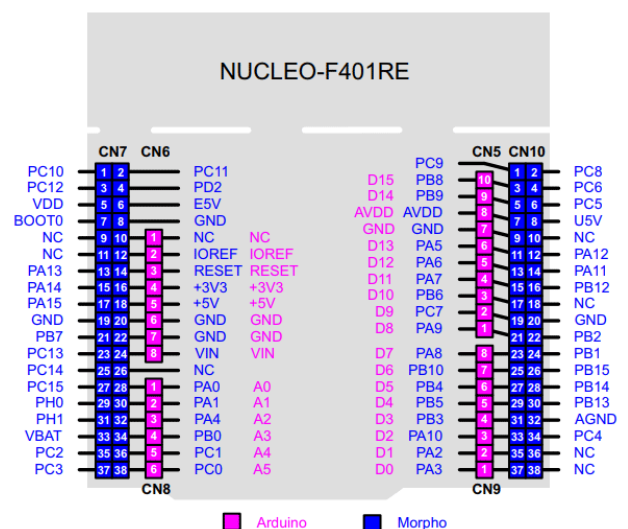 NUCLEO-F401RE
CN7 CN6 CN5 CN10
PC9
PC10 1 2 PC11 1 2 PC8
D15 PB8 10
PC12 3 4 PD2 3 4 PC6
D14 PB9 9
VDD 5 6 E5V 5 6 PC5
AVDD AVDD 8
BOOT0 7 8 GND 7 8 U5V
GND GND 7
NC 9 10 1 NC NC 9 10 NC
D13 PA5 6
NC 11 12 2 IOREF IOREF 11 12 PA12
D12 PA6 5
PA13 13 14 3 RESET RESET 13 14 PA11
D11 PA7 4
PA14 15 16 4 +3V3 +3V3 15 16 PB12
D10 PB6 3
PA15 17 18 5 +5V +5V 17 18 NC
D9 PC7 2
GND 19 20 6 GND GND 19 20 GND
D8 PA9 1
PB7 21 22 7 GND GND 21 22 PB2
PC13 23 24 8 VIN VIN D7 PA8 8 23 24 PB1
PC14 25 26 NC D6 PB10 7 25 26 PB15
PC15 27 28 1 PA0 A0 D5 PB4 6 27 28 PB14
PH0 29 30 2 PA1 A1 D4 PB5 5 29 30 PB13
PH1 31 32 3 PA4 A2 D3 PB3 4 31 32 AGND
VBAT 33 34 4 PB0 A3 D2 PA10 3 33 34 PC4
PC2 35 36 5 PC1 A4 D1 PA2 2 35 36 NC
PC3 37 38 6 PC0 A5 D0 PA3 1 37 38 NC
CN8 CN9
Arduino Morpho